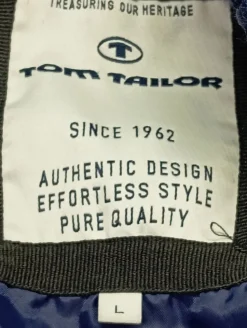 TREASURING OUR HERITAGE
T
TOM TAILOR
SINCE 1962
AUTHENTIC DESIGN
EFFORTLESS STYLE
PURE QUALITY
L